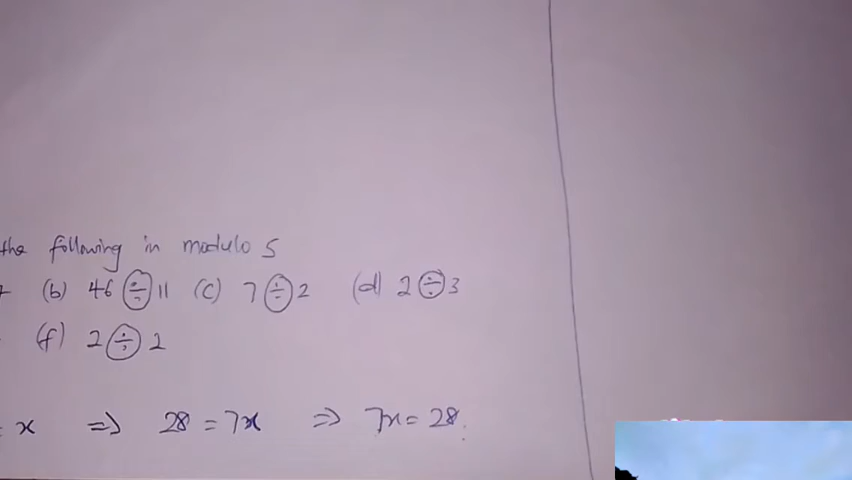 the following in modulo 5
(b) 46 ÷ 11 (c) 7 ÷ 2 (d) 2 ÷ 3
(f) 2 ÷ 2
= x ⇒ 28 = 7x ⇒ 7x = 28.